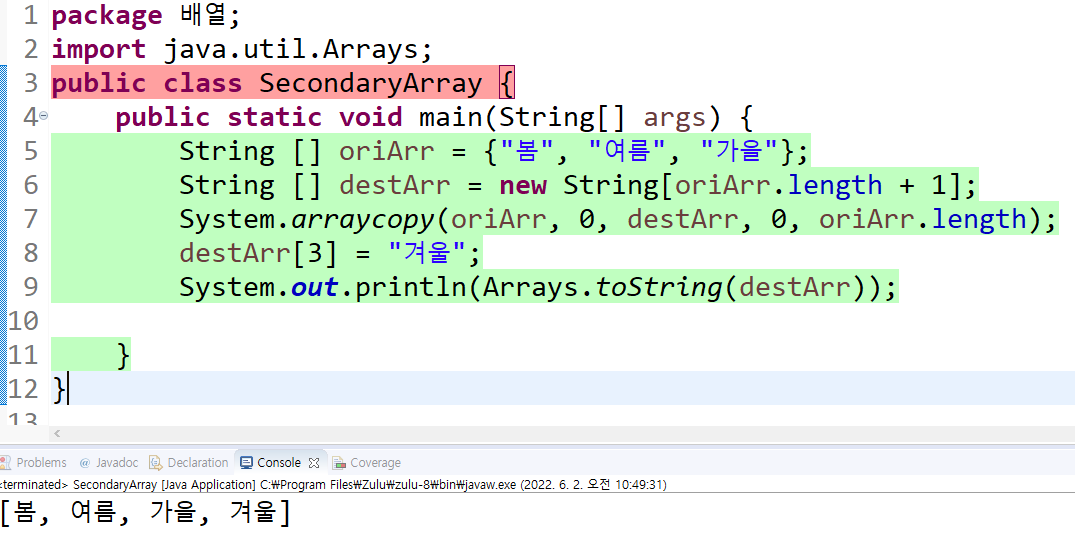 1 package 배열;
2 import java.util.Arrays;
3 public class SecondaryArray {
4 public static void main(String[] args) {
5 String [] oriArr = {"봄", "여름", "가을"};
6 String [] destArr = new String[oriArr.length + 1];
7 System.arraycopy(oriArr, 0, destArr, 0, oriArr.length);
8 destArr[3] = "겨울";
9 System.out.println(Arrays.toString(destArr));
10
11 }
12 }
13
Problems @ Javadoc Declaration Console Coverage
<terminated> SecondaryArray [Java Application] C:₩Program Files₩Zulu₩zulu-8₩bin₩javaw.exe (2022. 6. 2. 오전 10:49:31)
[봄, 여름, 가을, 겨울]